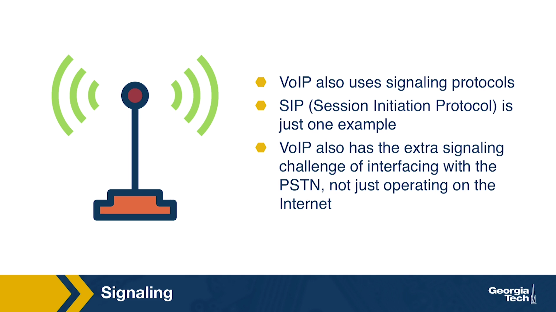 VoIP also uses signaling protocols
SIP (Session Initiation Protocol) is
just one example
VoIP also has the extra signaling
challenge of interfacing with the
PSTN, not just operating on the
Internet
Signaling
Georgia
Tech